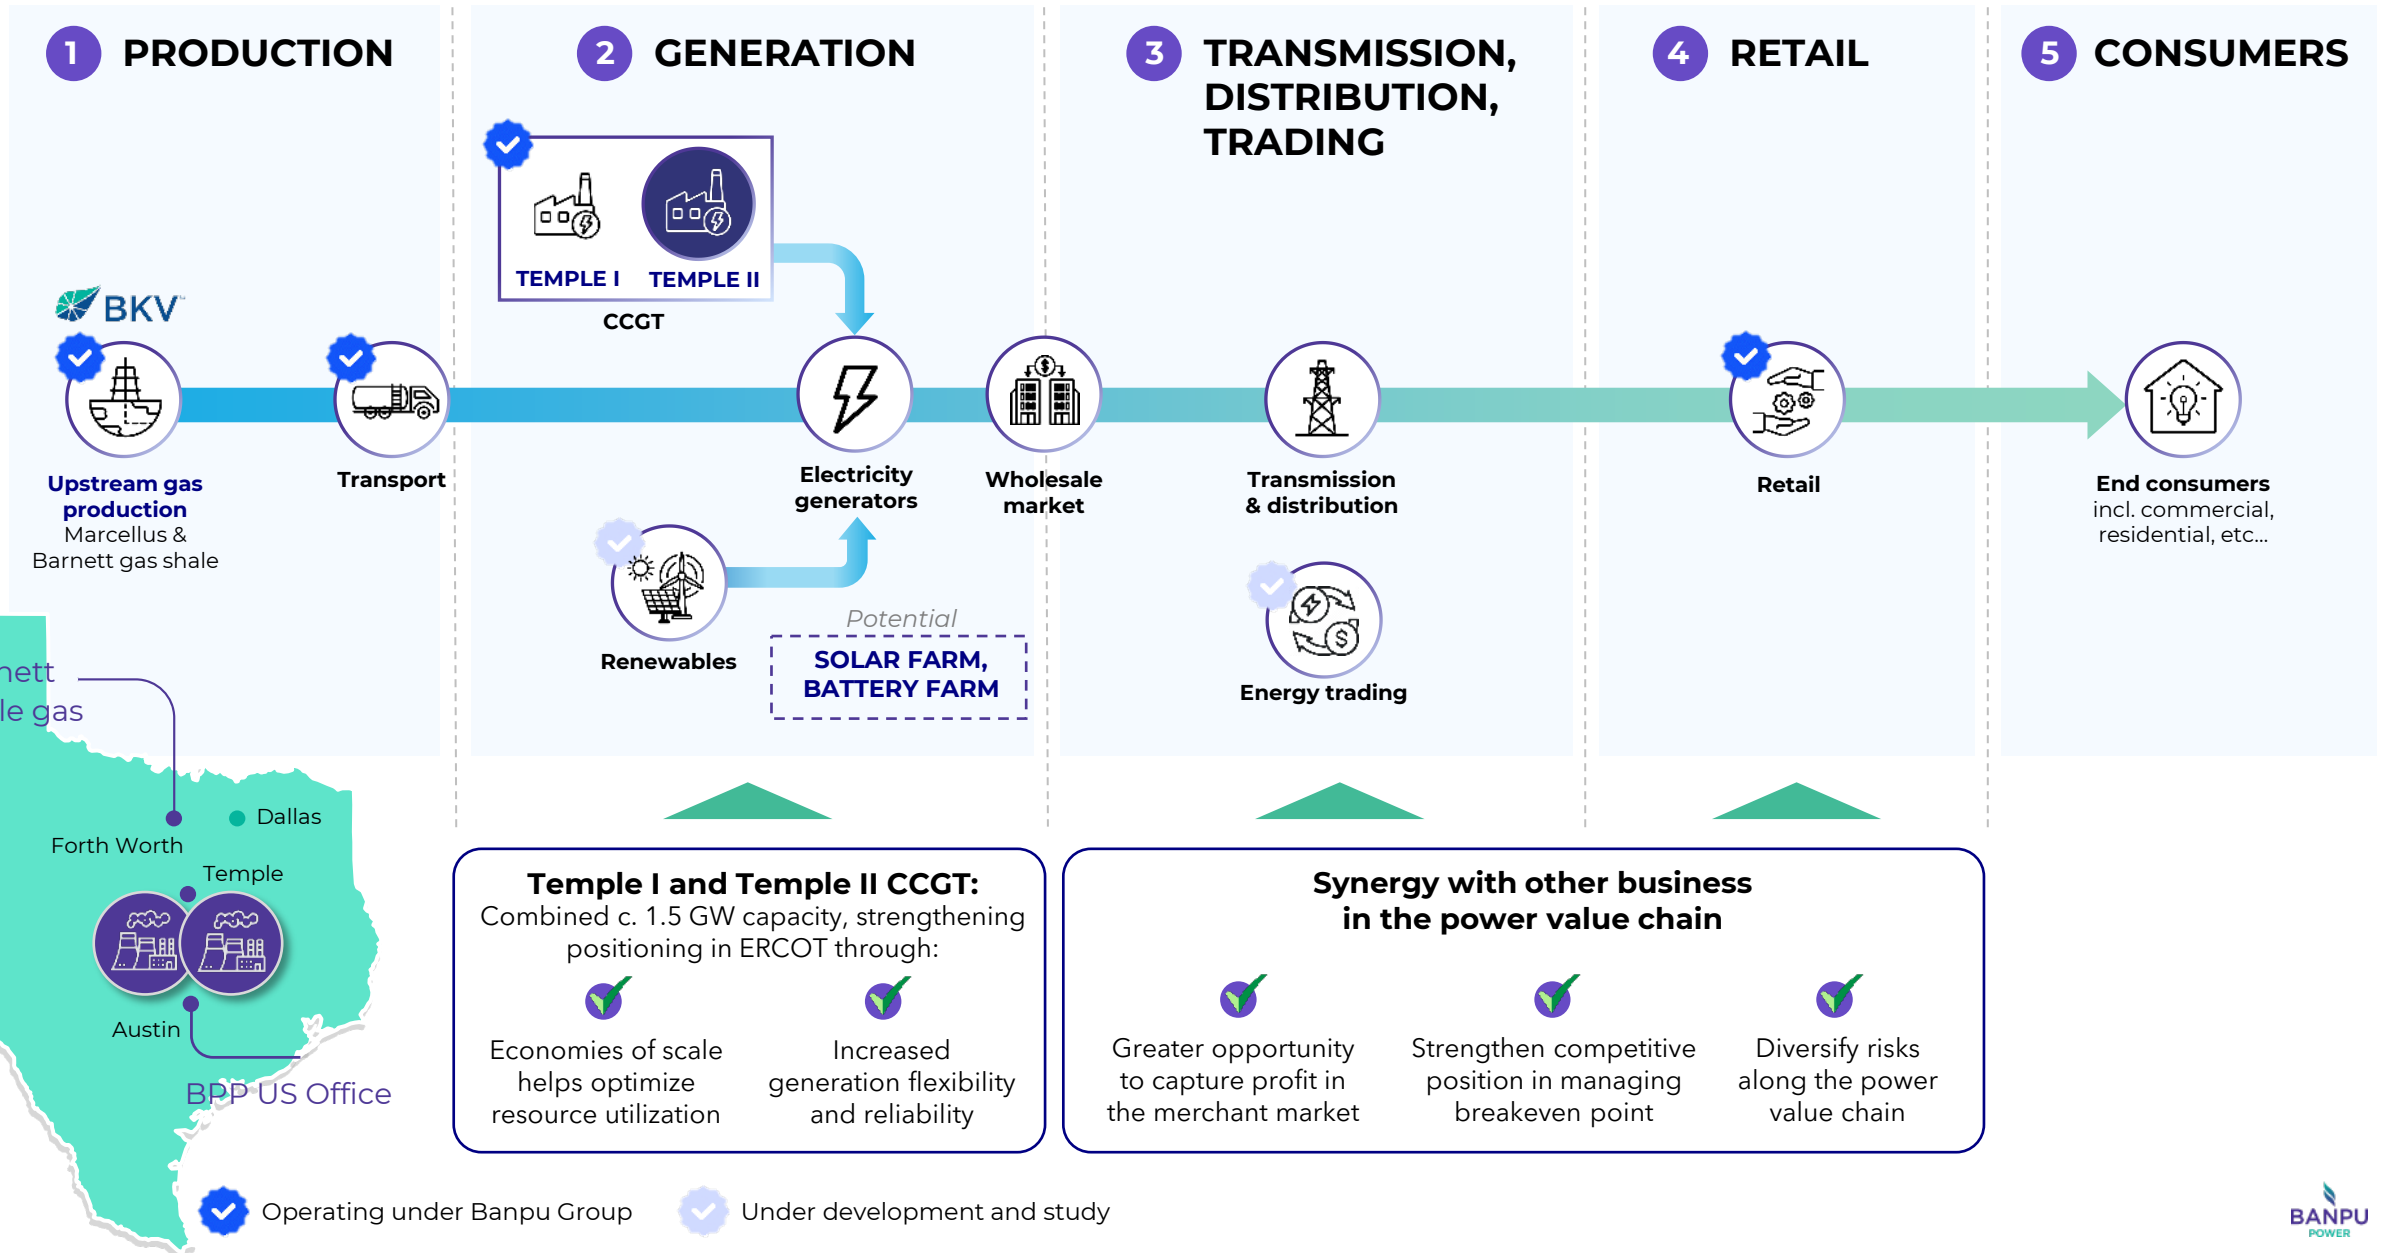 1 PRODUCTION
2 GENERATION
3 TRANSMISSION,
DISTRIBUTION,
TRADING
4 RETAIL
5 CONSUMERS
TEMPLE I
TEMPLE II
CCGT
BKV
Upstream gas
production
Marcellus &
Barnett gas shale
Transport
Electricity
generators
Wholesale
market
Transmission
& distribution
Retail
End consumers
incl. commercial,
residential, etc...
Renewables
Potential
SOLAR FARM,
BATTERY FARM
Energy trading
nett
le gas
Dallas
Forth Worth
Temple
Austin
BPP US Office
Temple I and Temple II CCGT:
Combined c. 1.5 GW capacity, strengthening
positioning in ERCOT through:
Economies of scale
helps optimize
resource utilization
Increased
generation flexibility
and reliability
Synergy with other business
in the power value chain
Greater opportunity
to capture profit in
the merchant market
Strengthen competitive
position in managing
breakeven point
Diversify risks
along the power
value chain
Operating under Banpu Group
Under development and study
BANPU
POWER